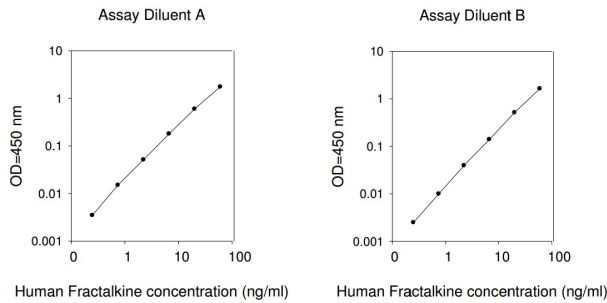 Assay Diluent A
10
1
0.1
0.01
0.001
OD=450 nm
0 1 10 100
Human Fractalkine concentration (ng/ml)
Assay Diluent B
10
1
0.1
0.01
0.001
OD=450 nm
0 1 10 100
Human Fractalkine concentration (ng/ml)